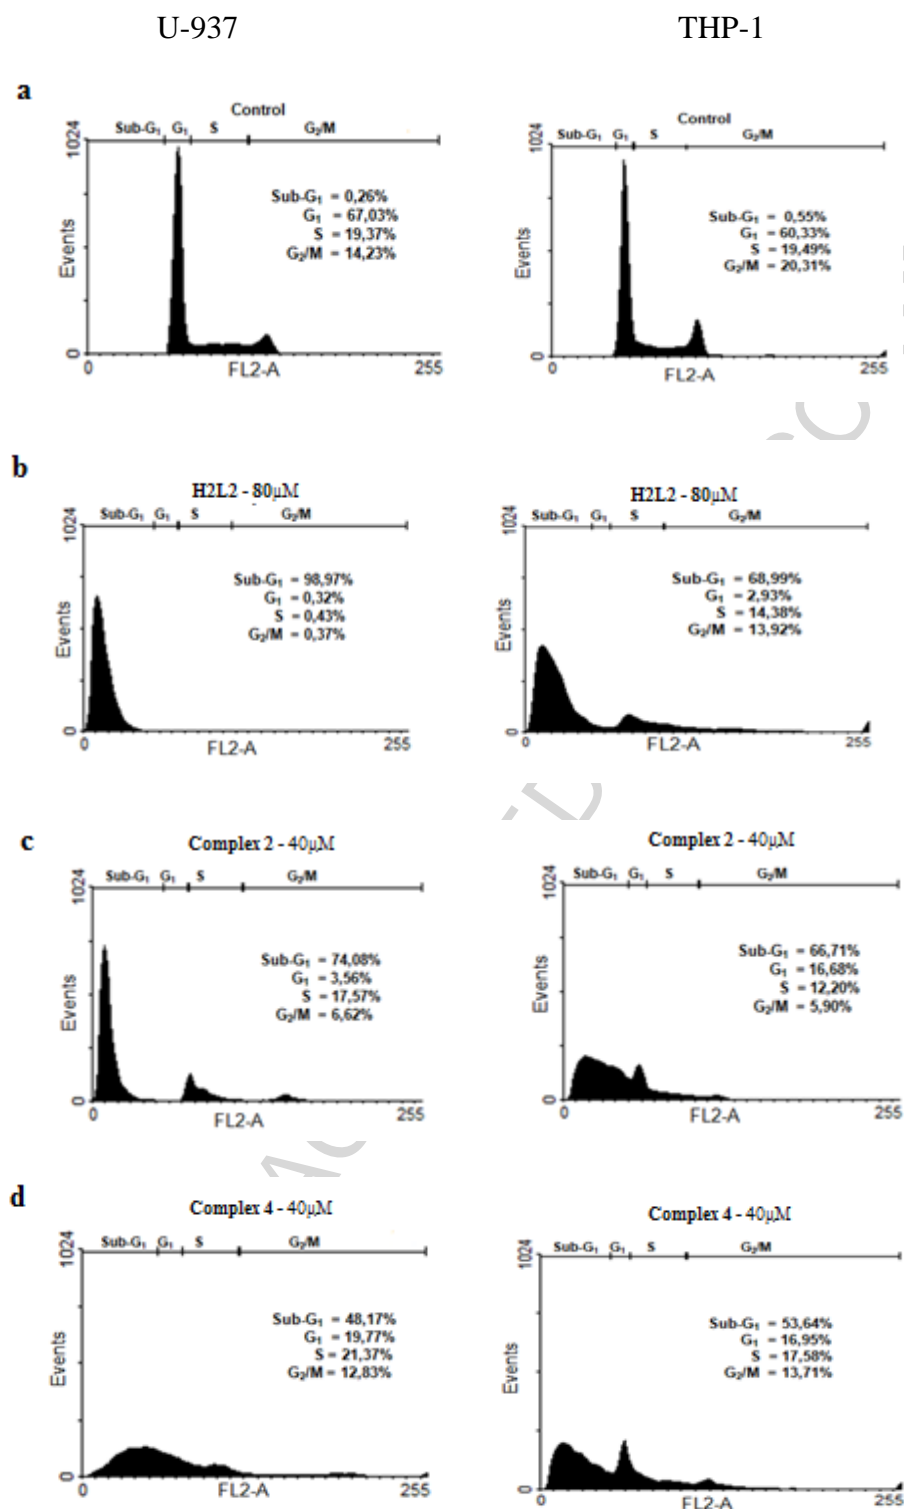 U-937 THP-1
a
Control
Sub-G₁ G₁ S G₂/M
1024
Events
0
Sub-G₁ = 0,26%
G₁ = 67,03%
S = 19,37%
G₂/M = 14,23%
0 FL2-A 255
Control
Sub-G₁ G₁ S G₂/M
1024
Events
0
Sub-G₁ = 0,55%
G₁ = 60,33%
S = 19,49%
G₂/M = 20,31%
0 FL2-A 255
b
H2L2 - 80µM
Sub-G₁ G₁ S G₂/M
1024
Events
0
Sub-G₁ = 98,97%
G₁ = 0,32%
S = 0,43%
G₂/M = 0,37%
0 FL2-A 255
H2L2 - 80µM
Sub-G₁ G₁ S G₂/M
1024
Events
0
Sub-G₁ = 68,99%
G₁ = 2,93%
S = 14,38%
G₂/M = 13,92%
0 FL2-A 255
c
Complex 2 - 40µM
Sub-G₁ G₁ S G₂/M
1024
Events
0
Sub-G₁ = 74,08%
G₁ = 3,56%
S = 17,57%
G₂/M = 6,62%
0 FL2-A 255
Complex 2 - 40µM
Sub-G₁ G₁ S G₂/M
1024
Events
0
Sub-G₁ = 66,71%
G₁ = 16,68%
S = 12,20%
G₂/M = 5,90%
0 FL2-A 255
d
Complex 4 - 40µM
Sub-G₁ G₁ S G₂/M
1024
Events
0
Sub-G₁ = 48,17%
G₁ = 19,77%
S = 21,37%
G₂/M = 12,83%
0 FL2-A 255
Complex 4 - 40µM
Sub-G₁ G₁ S G₂/M
1024
Events
0
Sub-G₁ = 53,64%
G₁ = 16,95%
S = 17,58%
G₂/M = 13,71%
0 FL2-A 255